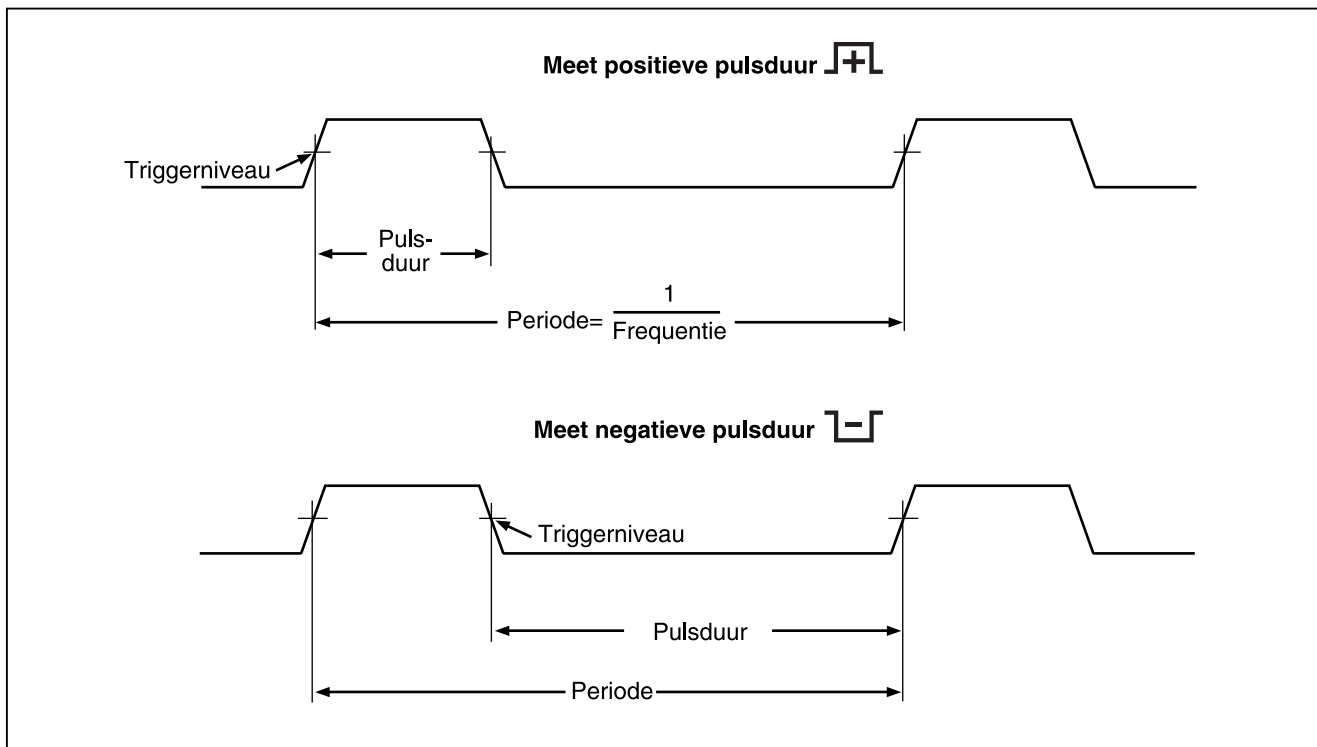 Meet positieve pulsduur
Triggerniveau
Puls-
duur
Periode= 1
Frequentie
Meet negatieve pulsduur
Triggerniveau
Pulsduur
Periode